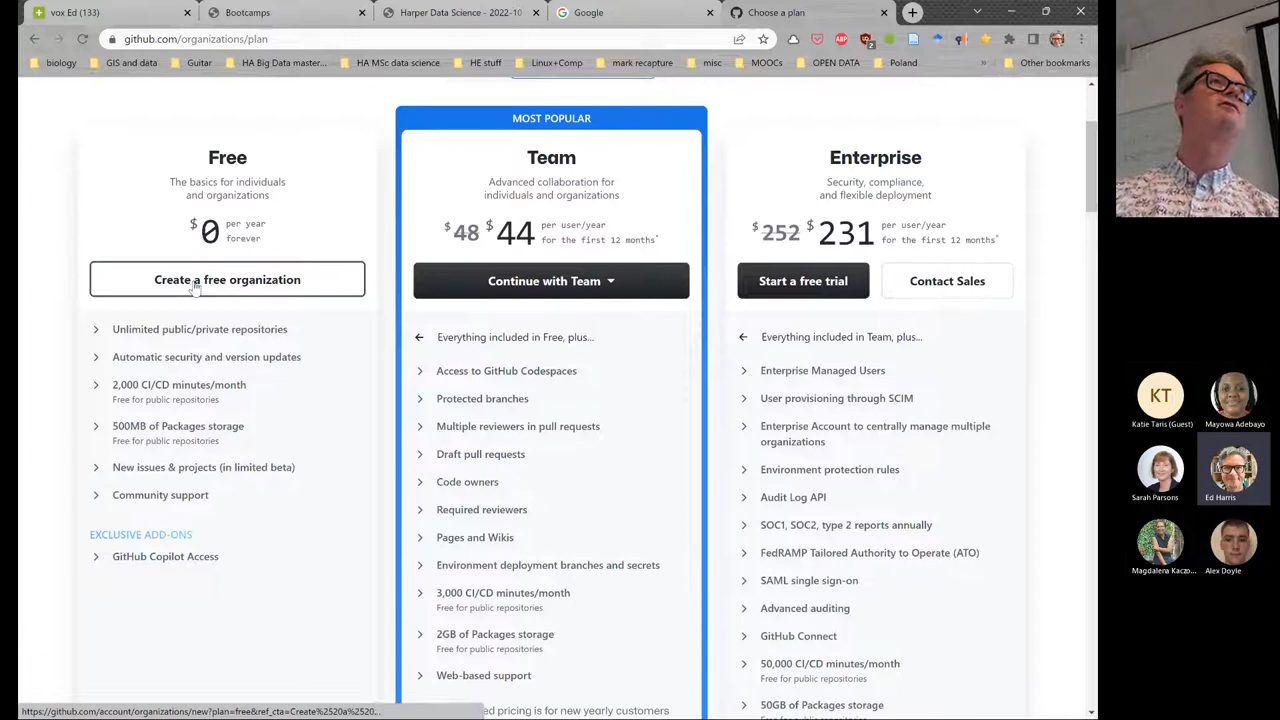 vox Ed (133)
Bootcamps
Harper Data Science - 2022-10
Google
Choose a plan
github.com/organizations/plan
biology
GIS and data
Guitar
HA Big Data master...
HA MSc data science
HE stuff
Linux+Comp
mark recapture
misc
MOOCs
OPEN DATA
Poland
»
Other bookmarks
Free
The basics for individuals
and organizations
$0 per year
forever
Create a free organization
Unlimited public/private repositories
Automatic security and version updates
2,000 CI/CD minutes/month
Free for public repositories
500MB of Packages storage
Free for public repositories
New issues & projects (in limited beta)
Community support
EXCLUSIVE ADD-ONS
GitHub Copilot Access
MOST POPULAR
Team
Advanced collaboration for
individuals and organizations
$48 $44 per user/year
for the first 12 months*
Continue with Team
Everything included in Free, plus...
Access to GitHub Codespaces
Protected branches
Multiple reviewers in pull requests
Draft pull requests
Code owners
Required reviewers
Pages and Wikis
Environment deployment branches and secrets
3,000 CI/CD minutes/month
Free for public repositories
2GB of Packages storage
Free for public repositories
Web-based support
pricing is for new yearly customers
Enterprise
Security, compliance,
and flexible deployment
$252 $231 per user/year
for the first 12 months*
Start a free trial
Contact Sales
Everything included in Team, plus...
Enterprise Managed Users
User provisioning through SCIM
Enterprise Account to centrally manage multiple
organizations
Environment protection rules
Audit Log API
SOC1, SOC2, type 2 reports annually
FedRAMP Tailored Authority to Operate (ATO)
SAML single sign-on
Advanced auditing
GitHub Connect
50,000 CI/CD minutes/month
Free for public repositories
50GB of Packages storage
https://github.com/account/organizations/new?plan=free&ref_cta=Create%2520a%2520...
KT
Katie Taris (Guest)
Mayowa Adebayo
Sarah Parsons
Ed Harris
Magdalena Kaczo...
Alex Doyle